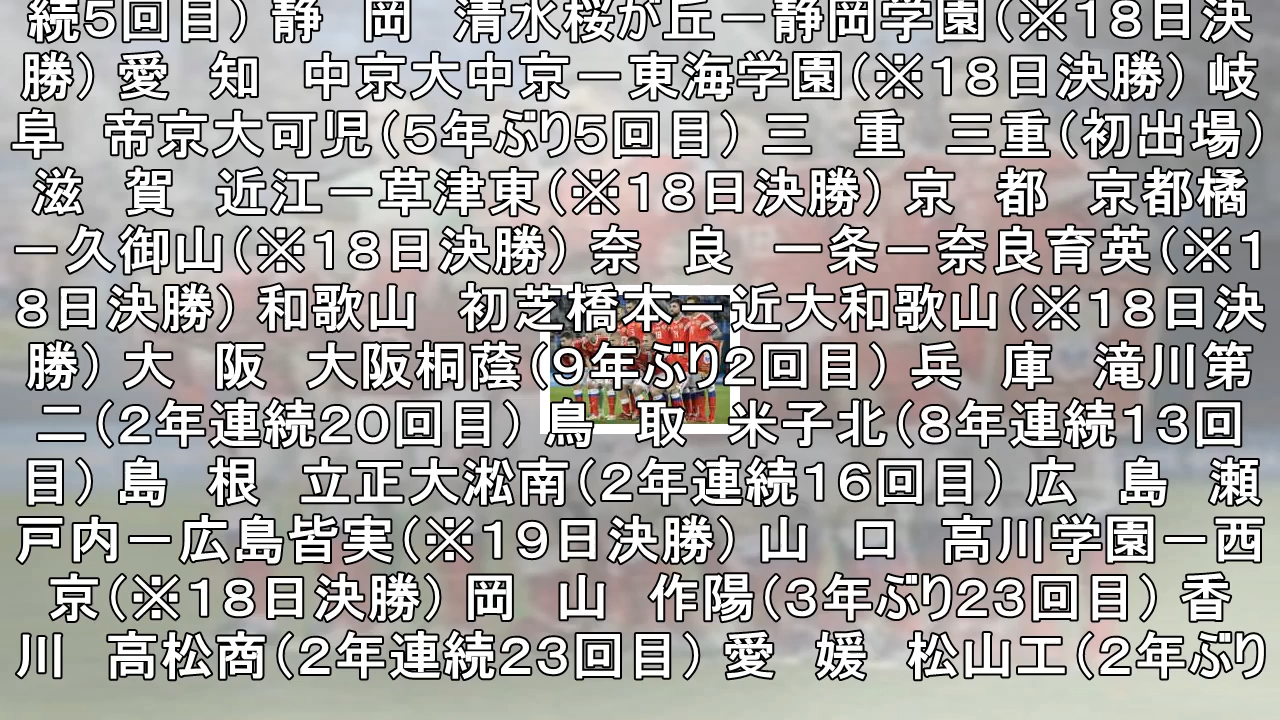 続５回目） 静　岡　清水桜が丘－静岡学園（※１８日決
勝） 愛　知　中京大中京－東海学園（※１８日決勝） 岐
阜　帝京大可児（５年ぶり５回目） 三　重　三重（初出場）
滋　賀　近江－草津東（※１８日決勝） 京　都　京都橘
－久御山（※１８日決勝） 奈　良　一条－奈良育英（※１
８日決勝） 和歌山　初芝橋本－近大和歌山（※１８日決
勝） 大　阪　大阪桐蔭（９年ぶり２回目） 兵　庫　滝川第
二（２年連続２０回目） 鳥　取　米子北（８年連続１３回
目） 島　根　立正大淞南（２年連続１６回目） 広　島　瀬
戸内－広島皆実（※１９日決勝） 山　口　高川学園－西
京（※１８日決勝） 岡　山　作陽（３年ぶり２３回目） 香
川　高松商（２年連続２３回目） 愛　媛　松山工（２年ぶり